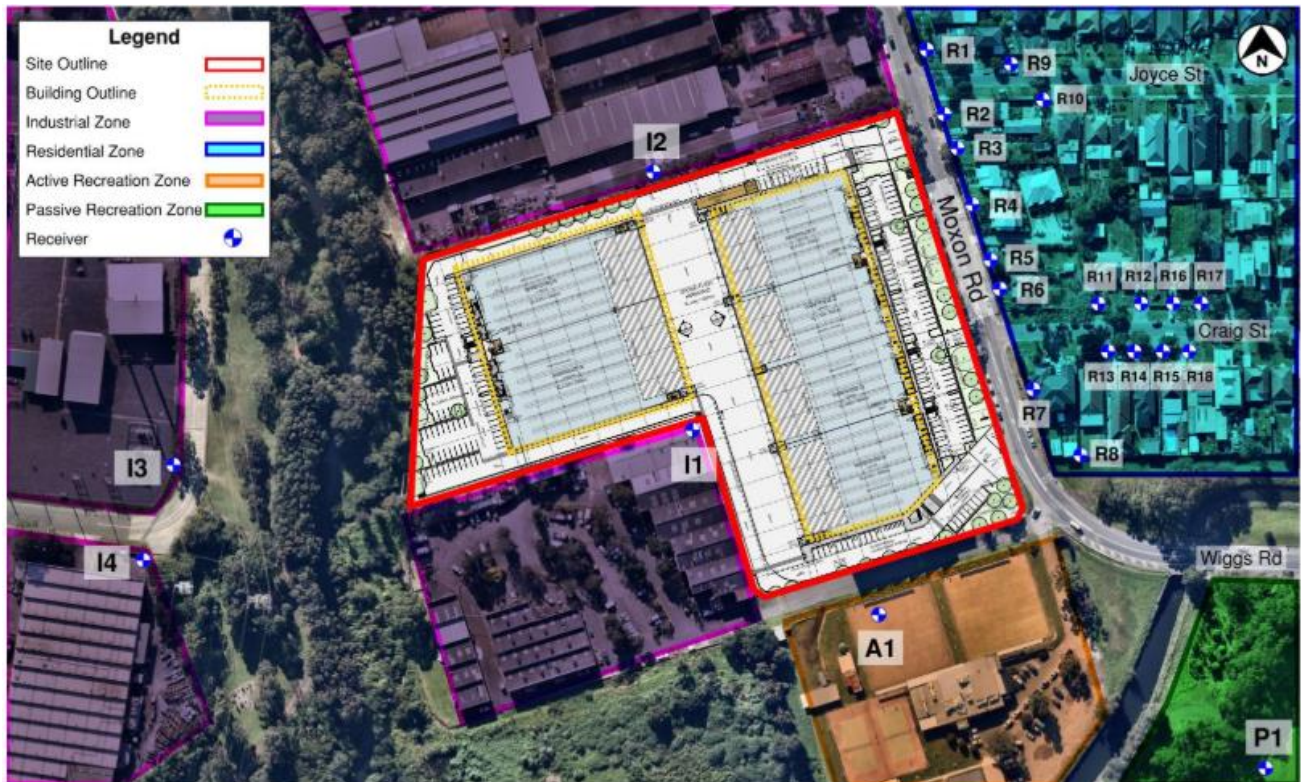 Legend
Site Outline
Building Outline
Industrial Zone
Residential Zone
Active Recreation Zone
Passive Recreation Zone
Receiver
N
R1
R9
Joyce St
R10
R2
R3
I2
R4
Moxon Rd
R5
R6
R11
R12
R16
R17
Craig St
R13
R14
R15
R18
R7
I1
R8
I3
I4
Wiggs Rd
A1
P1